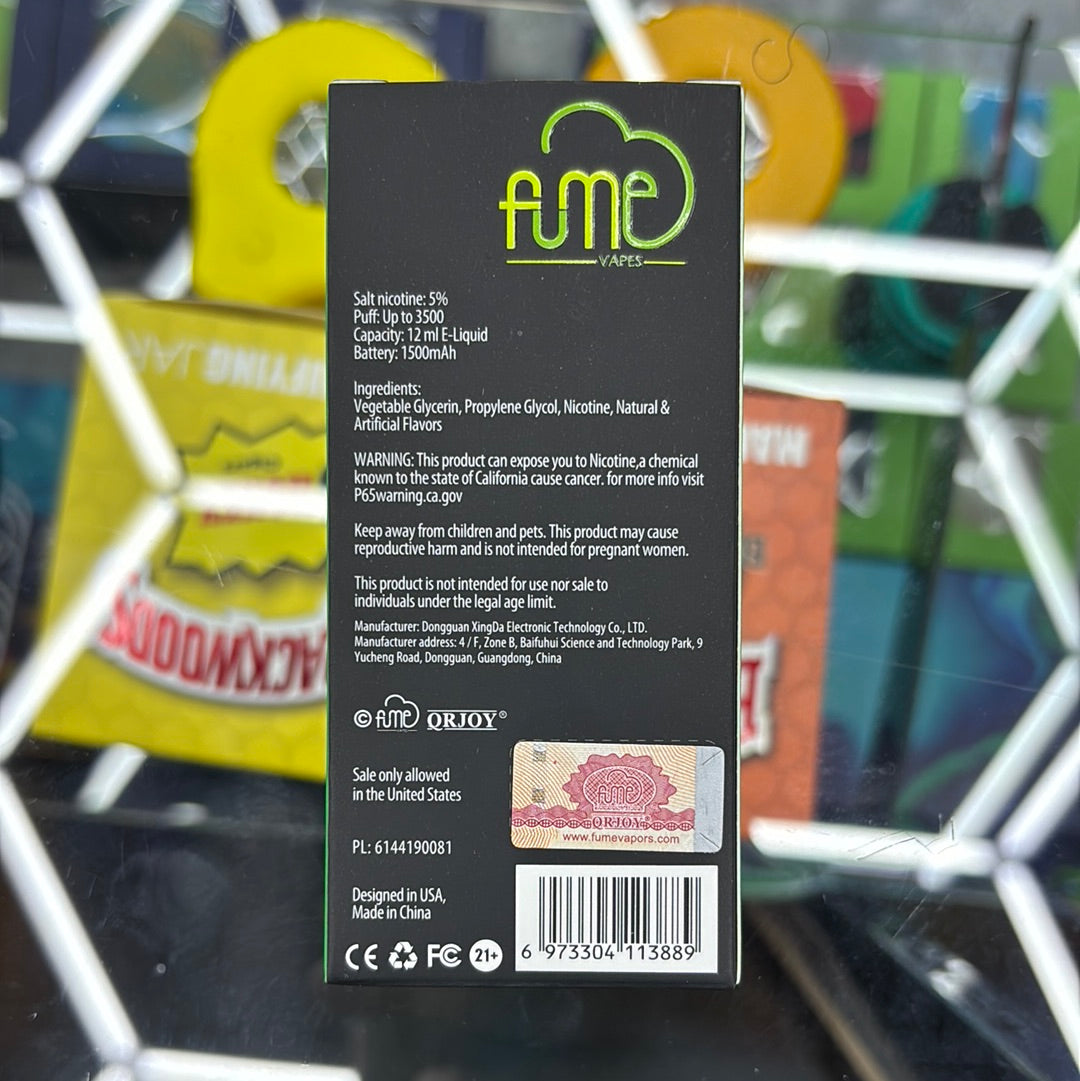 fume
VAPES
Salt nicotine: 5%
Puff: Up to 3500
Capacity: 12 ml E-Liquid
Battery: 1500mAh
Ingredients:
Vegetable Glycerin, Propylene Glycol, Nicotine, Natural &
Artificial Flavors
WARNING: This product can expose you to Nicotine,a chemical
known to the state of California cause cancer. for more info visit
P65warning.ca.gov
Keep away from children and pets. This product may cause
reproductive harm and is not intended for pregnant women.
This product is not intended for use nor sale to
individuals under the legal age limit.
Manufacturer: Dongguan XingDa Electronic Technology Co., LTD.
Manufacturer address: 4 / F, Zone B, Baifuhui Science and Technology Park, 9
Yucheng Road, Dongguan, Guangdong, China
© fume QRJOY®
Sale only allowed
in the United States
fume
QRJOY
www.fumevapors.com
PL: 6144190081
Designed in USA,
Made in China
CE FC 21+
6 973304 113889
JAR
BACKWOODS